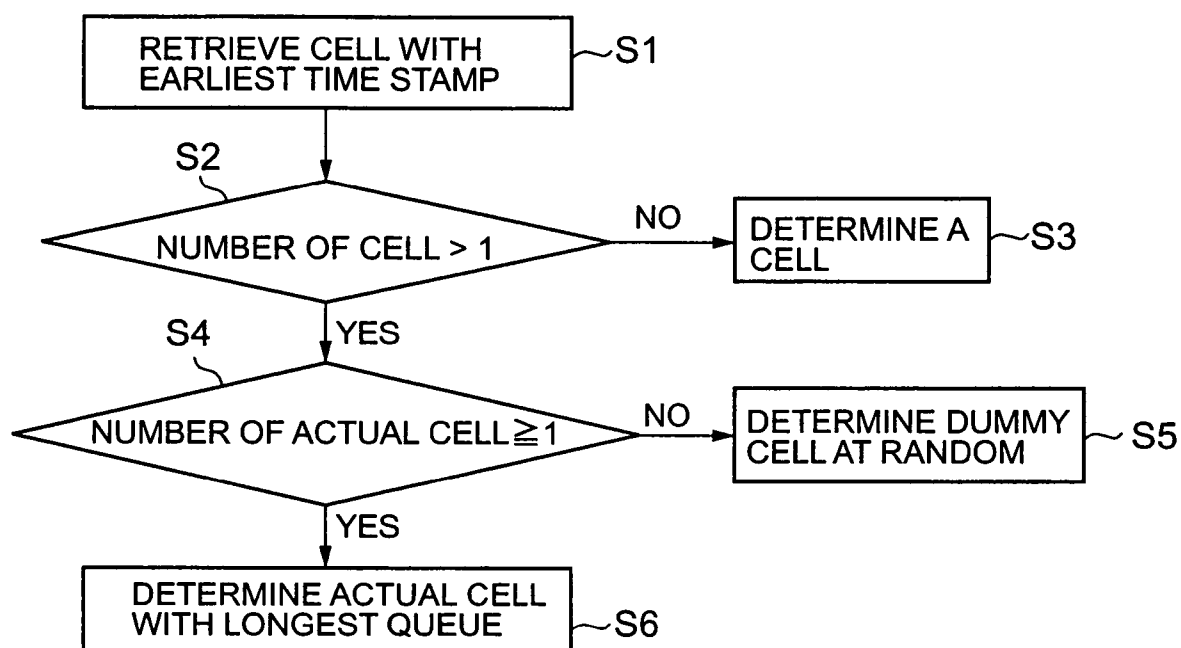 RETRIEVE CELL WITH
EARLIEST TIME STAMP
S1
S2
NUMBER OF CELL > 1
NO
DETERMINE A
CELL
S3
YES
S4
NUMBER OF ACTUAL CELL ≧ 1
NO
DETERMINE DUMMY
CELL AT RANDOM
S5
YES
DETERMINE ACTUAL CELL
WITH LONGEST QUEUE
S6